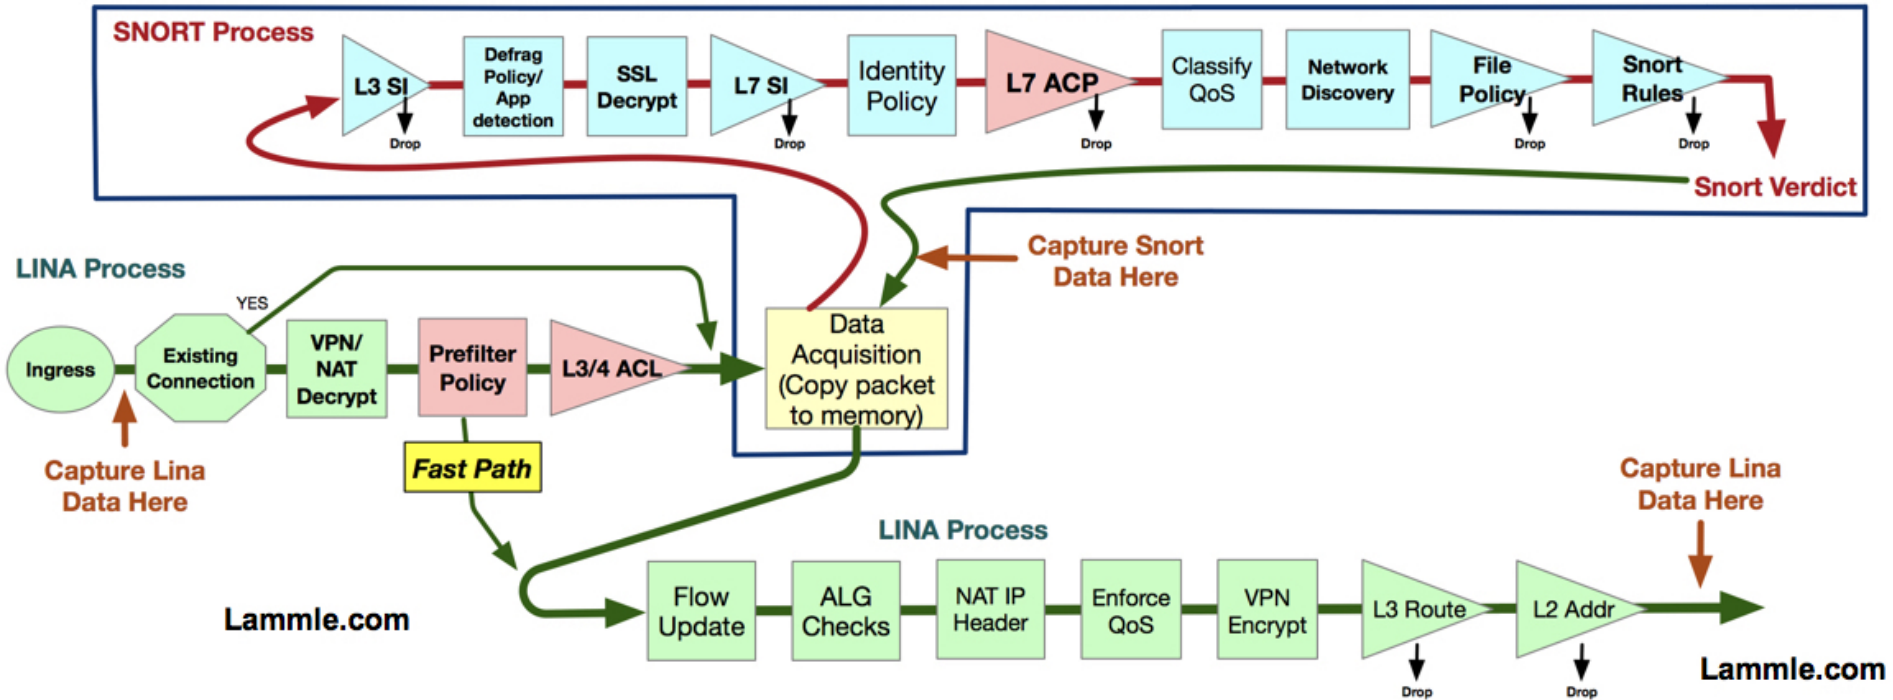 SNORT Process
L3 SI
Drop
Defrag
Policy/
App
detection
SSL
Decrypt
L7 SI
Drop
Identity
Policy
L7 ACP
Drop
Classify
QoS
Network
Discovery
File
Policy
Drop
Snort
Rules
Drop
Snort Verdict
Capture Snort
Data Here
LINA Process
YES
Ingress
Existing
Connection
VPN/
NAT
Decrypt
Prefilter
Policy
L3/4 ACL
Data
Acquisition
(Copy packet
to memory)
Capture Lina
Data Here
Fast Path
Capture Lina
Data Here
LINA Process
Flow
Update
ALG
Checks
NAT IP
Header
Enforce
QoS
VPN
Encrypt
L3 Route
Drop
L2 Addr
Drop
Lammle.com
Lammle.com